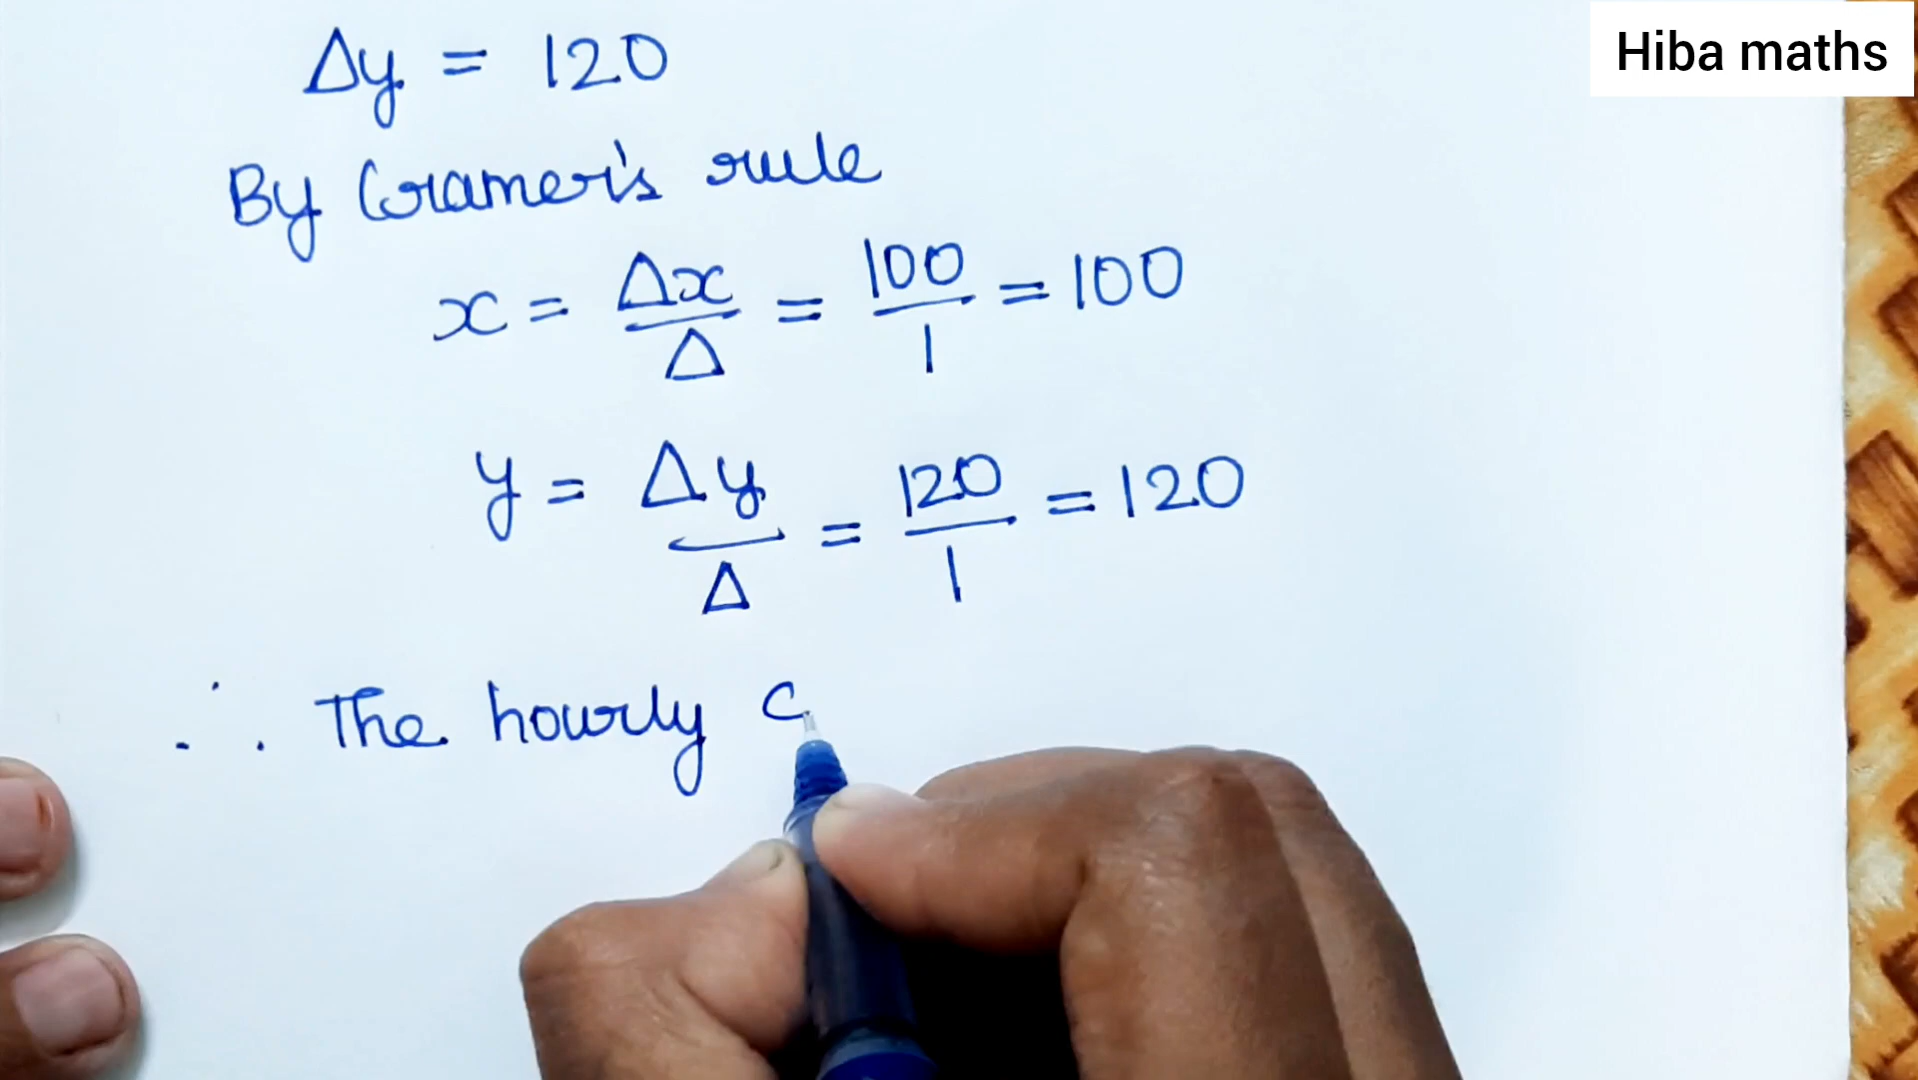 Hiba maths
Δy = 120
By Cramer's rule
x = Δx/Δ = 100/1 = 100
y = Δy/Δ = 120/1 = 120
∴ The hourly c